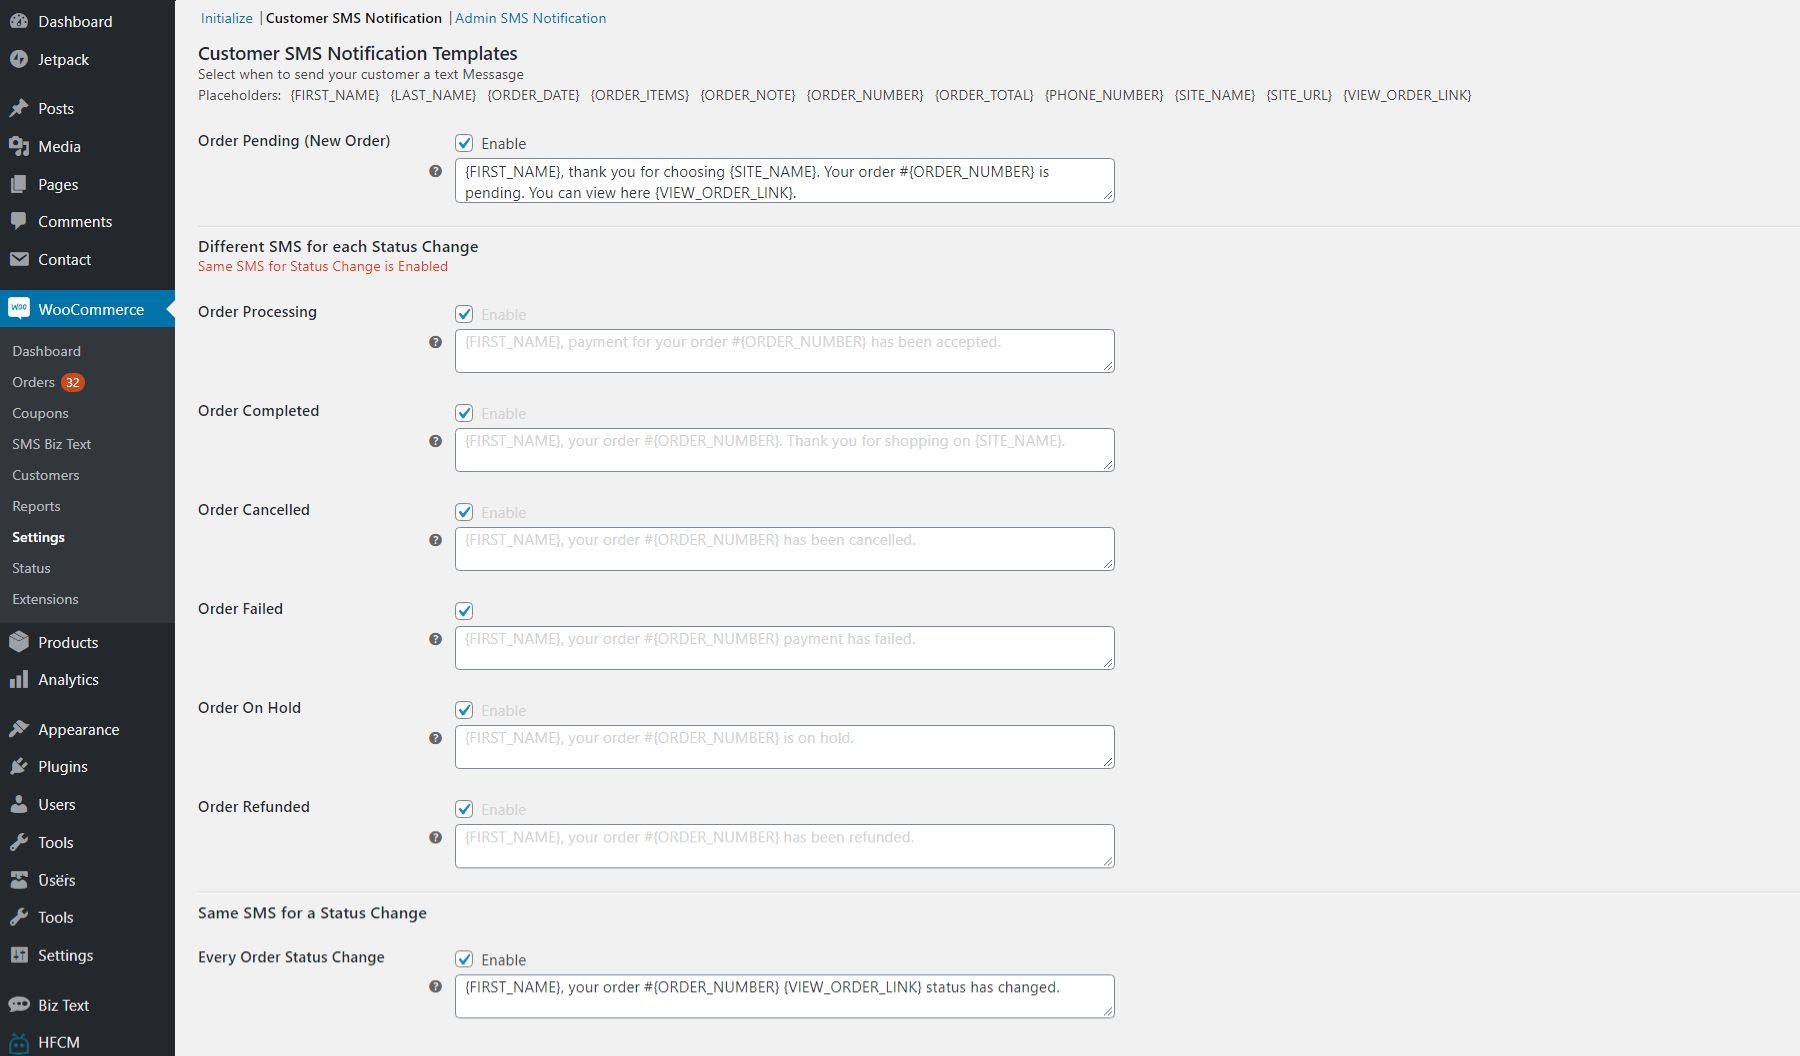 Dashboard
Jetpack
Posts
Media
Pages
Comments
Contact
Woo WooCommerce
Dashboard
Orders 32
Coupons
SMS Biz Text
Customers
Reports
Settings
Status
Extensions
Products
Analytics
Appearance
Plugins
Users
Tools
Users
Tools
Settings
Biz Text
HFCM
Initialize | Customer SMS Notification | Admin SMS Notification
Customer SMS Notification Templates
Select when to send your customer a text Messasge
Placeholders: {FIRST_NAME} {LAST_NAME} {ORDER_DATE} {ORDER_ITEMS} {ORDER_NOTE} {ORDER_NUMBER} {ORDER_TOTAL} {PHONE_NUMBER} {SITE_NAME} {SITE_URL} {VIEW_ORDER_LINK}
Order Pending (New Order)
Enable
{FIRST_NAME}, thank you for choosing {SITE_NAME}. Your order #{ORDER_NUMBER} is
pending. You can view here {VIEW_ORDER_LINK}.
Different SMS for each Status Change
Same SMS for Status Change is Enabled
Order Processing
Enable
{FIRST_NAME}, payment for your order #{ORDER_NUMBER} has been accepted.
Order Completed
Enable
{FIRST_NAME}, your order #{ORDER_NUMBER}. Thank you for shopping on {SITE_NAME}.
Order Cancelled
Enable
{FIRST_NAME}, your order #{ORDER_NUMBER} has been cancelled.
Order Failed
{FIRST_NAME}, your order #{ORDER_NUMBER} payment has failed.
Order On Hold
Enable
{FIRST_NAME}, your order #{ORDER_NUMBER} is on hold.
Order Refunded
Enable
{FIRST_NAME}, your order #{ORDER_NUMBER} has been refunded.
Same SMS for a Status Change
Every Order Status Change
Enable
{FIRST_NAME}, your order #{ORDER_NUMBER} {VIEW_ORDER_LINK} status has changed.